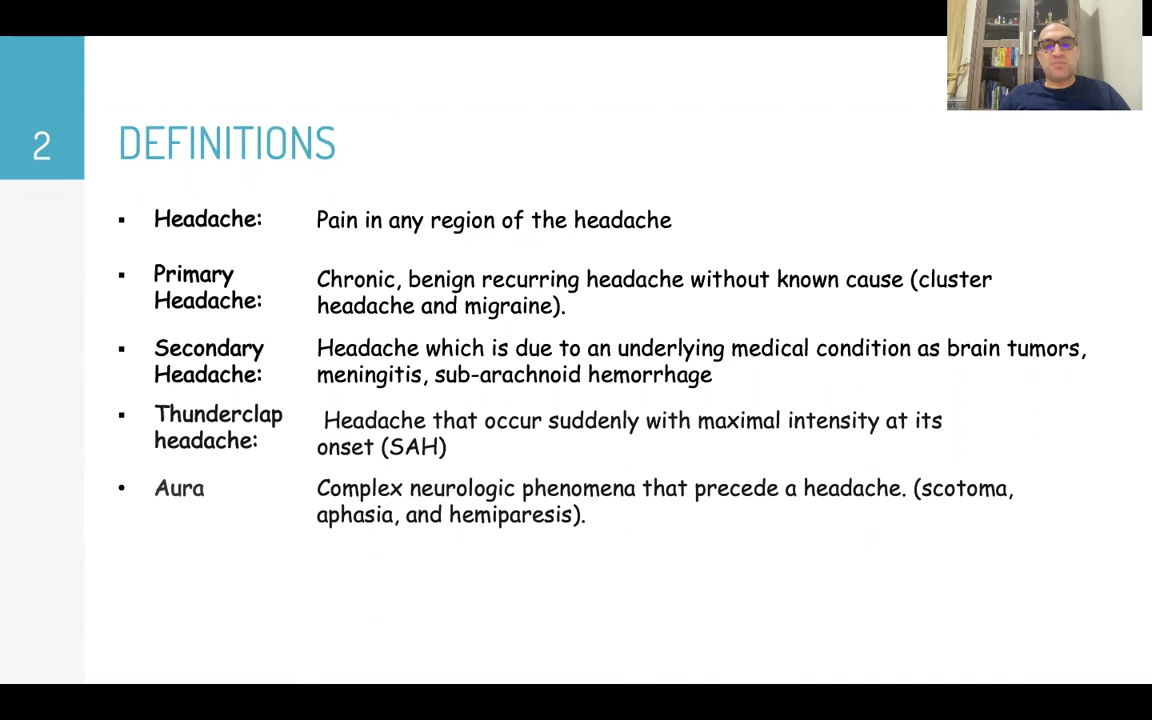 2
DEFINITIONS
▪ Headache: Pain in any region of the headache
▪ Primary Headache: Chronic, benign recurring headache without known cause (cluster
headache and migraine).
▪ Secondary Headache: Headache which is due to an underlying medical condition as brain tumors,
meningitis, sub-arachnoid hemorrhage
▪ Thunderclap headache: Headache that occur suddenly with maximal intensity at its
onset (SAH)
• Aura Complex neurologic phenomena that precede a headache. (scotoma,
aphasia, and hemiparesis).